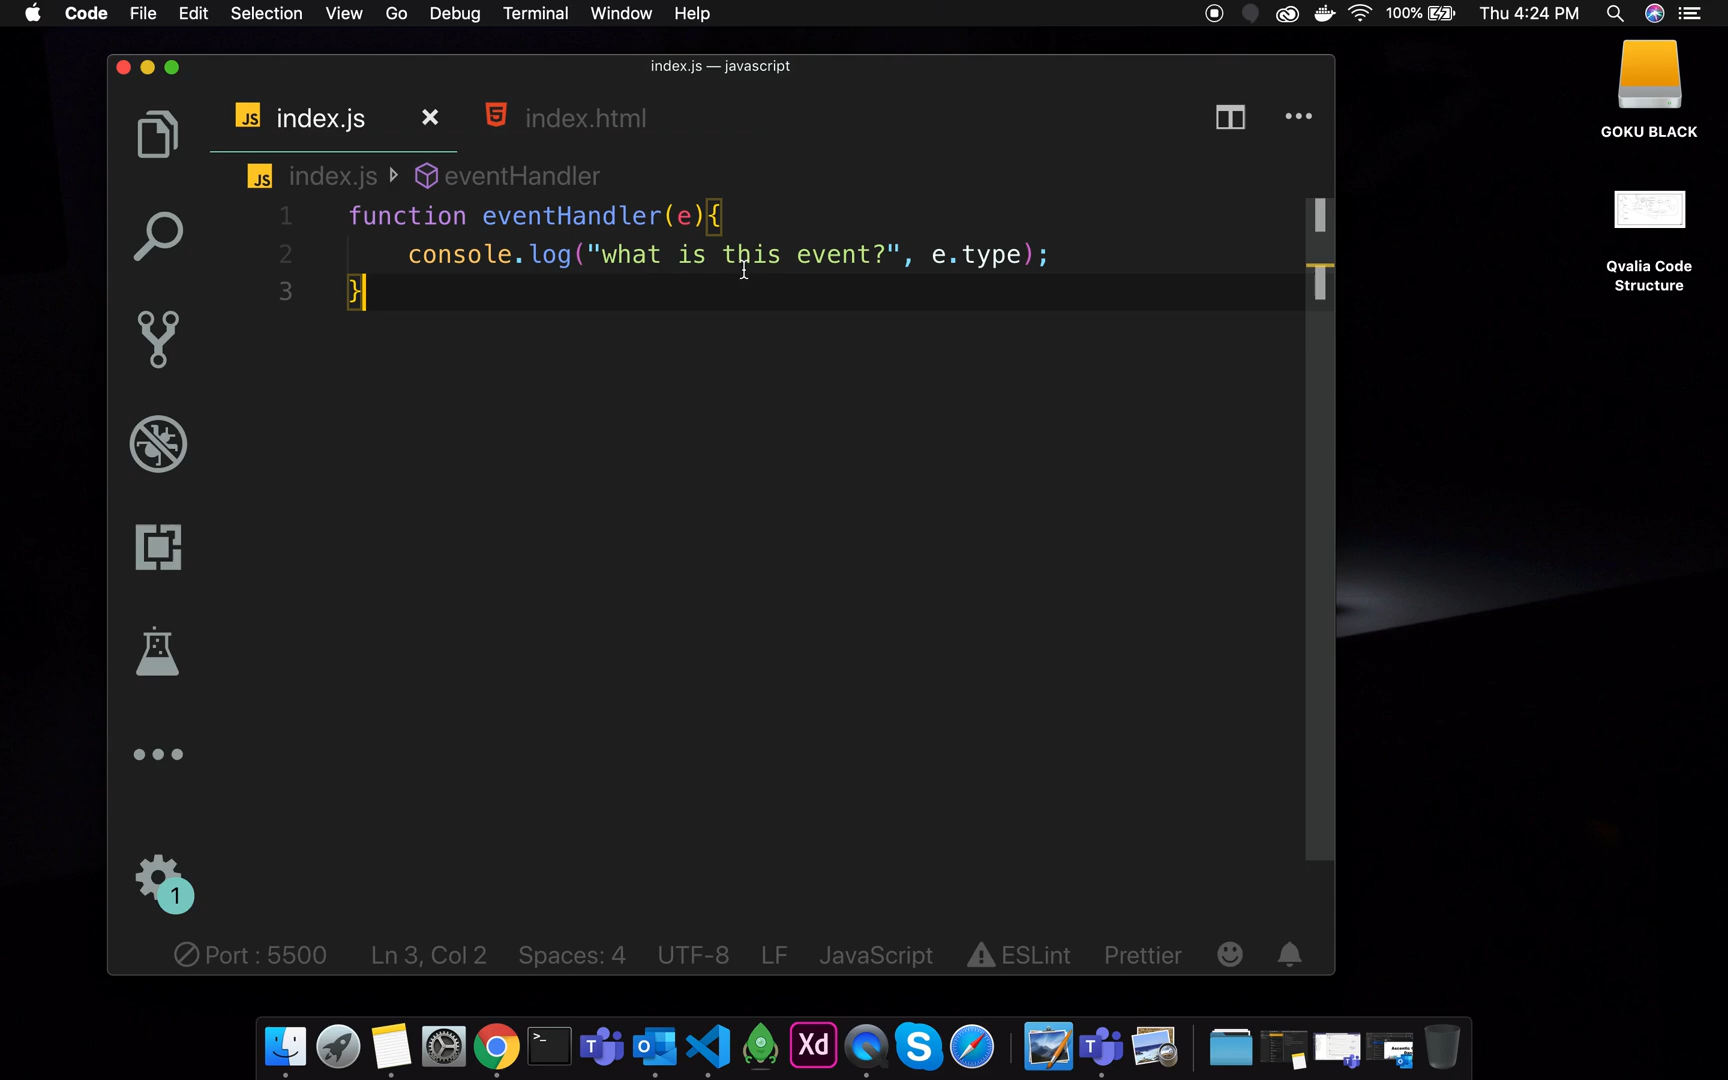 Code File Edit Selection View Go Debug Terminal Window Help 100% Thu 4:24 PM
index.js — javascript
JS index.js index.html
JS index.js eventHandler
1 function eventHandler(e){
2 console.log("what is this event?", e.type);
3 }
GOKU BLACK
Qvalia Code
Structure
1
Port : 5500 Ln 3, Col 2 Spaces: 4 UTF-8 LF JavaScript ESLint Prettier
Xd